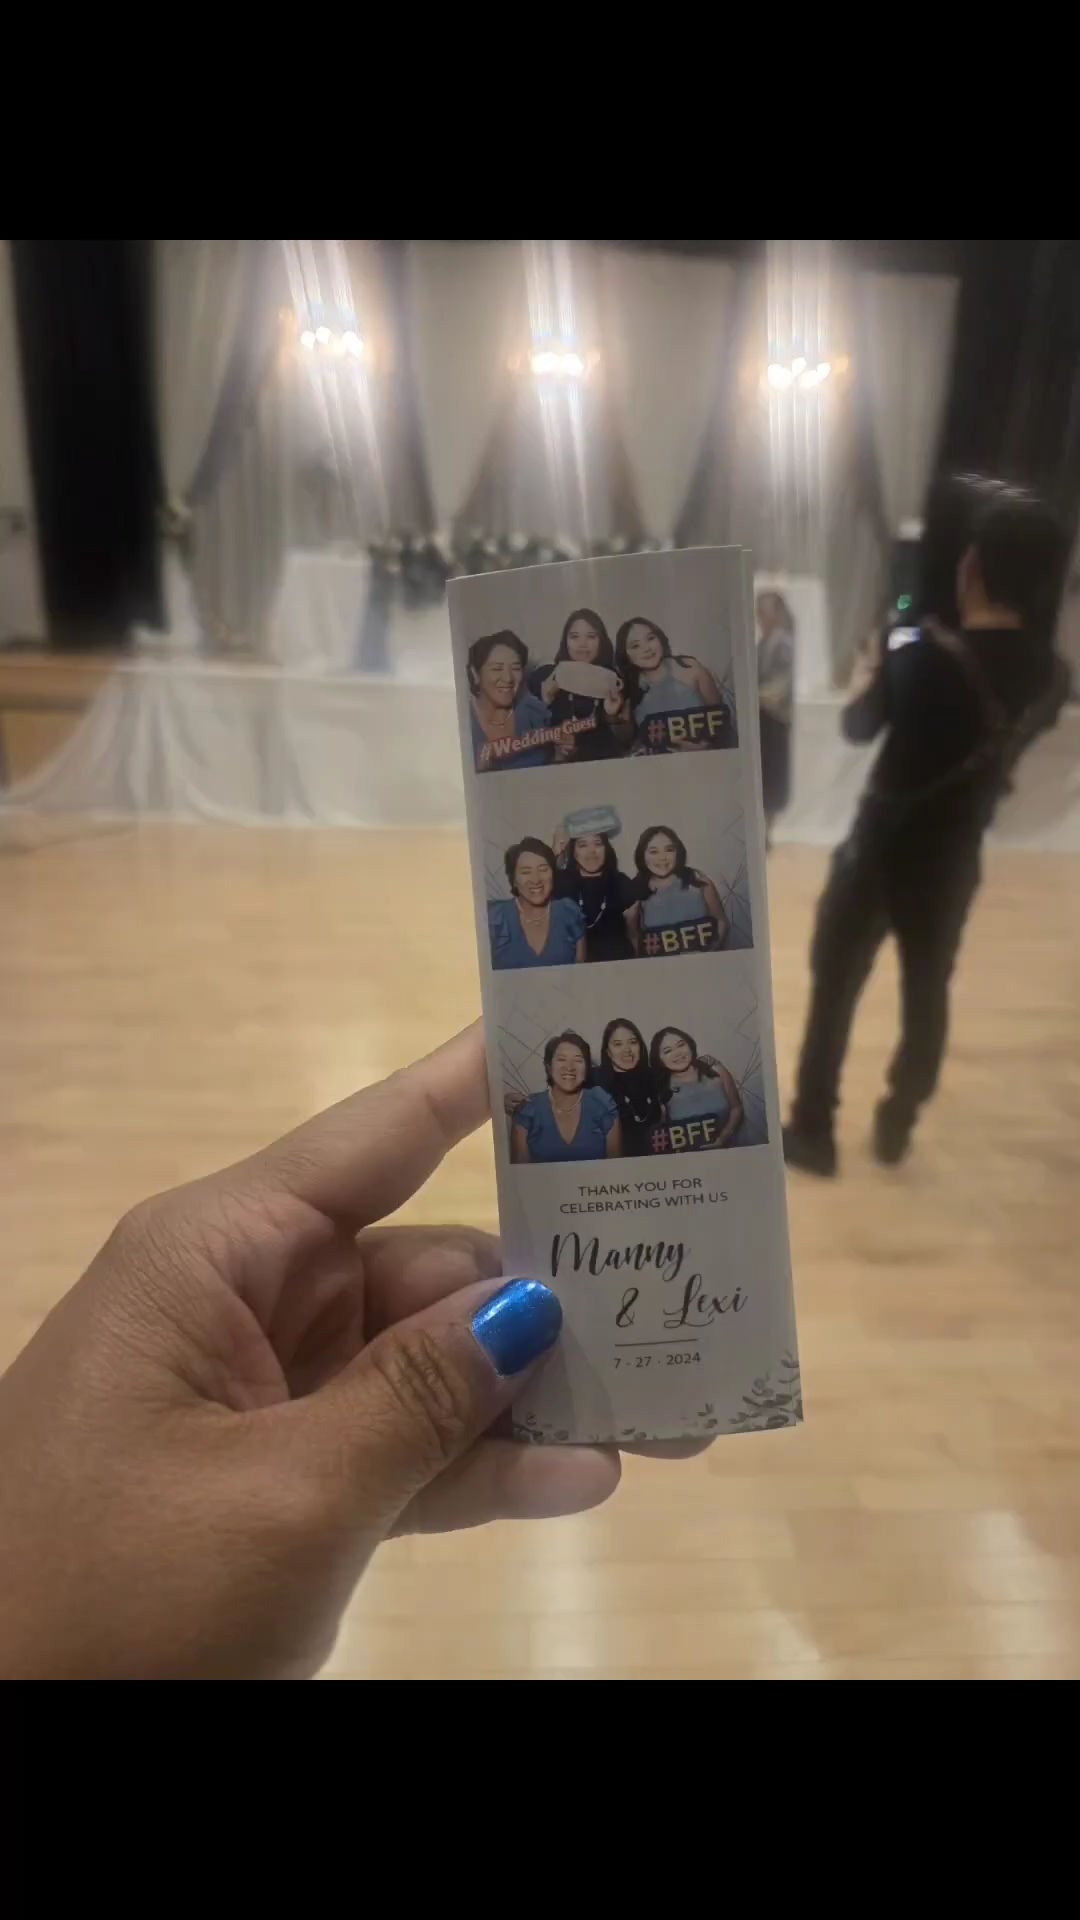 #Wedding Guest
#BFF
#BFF
#BFF
THANK YOU FOR
CELEBRATING WITH US
Manny
& Lexi
7 - 27 - 2024